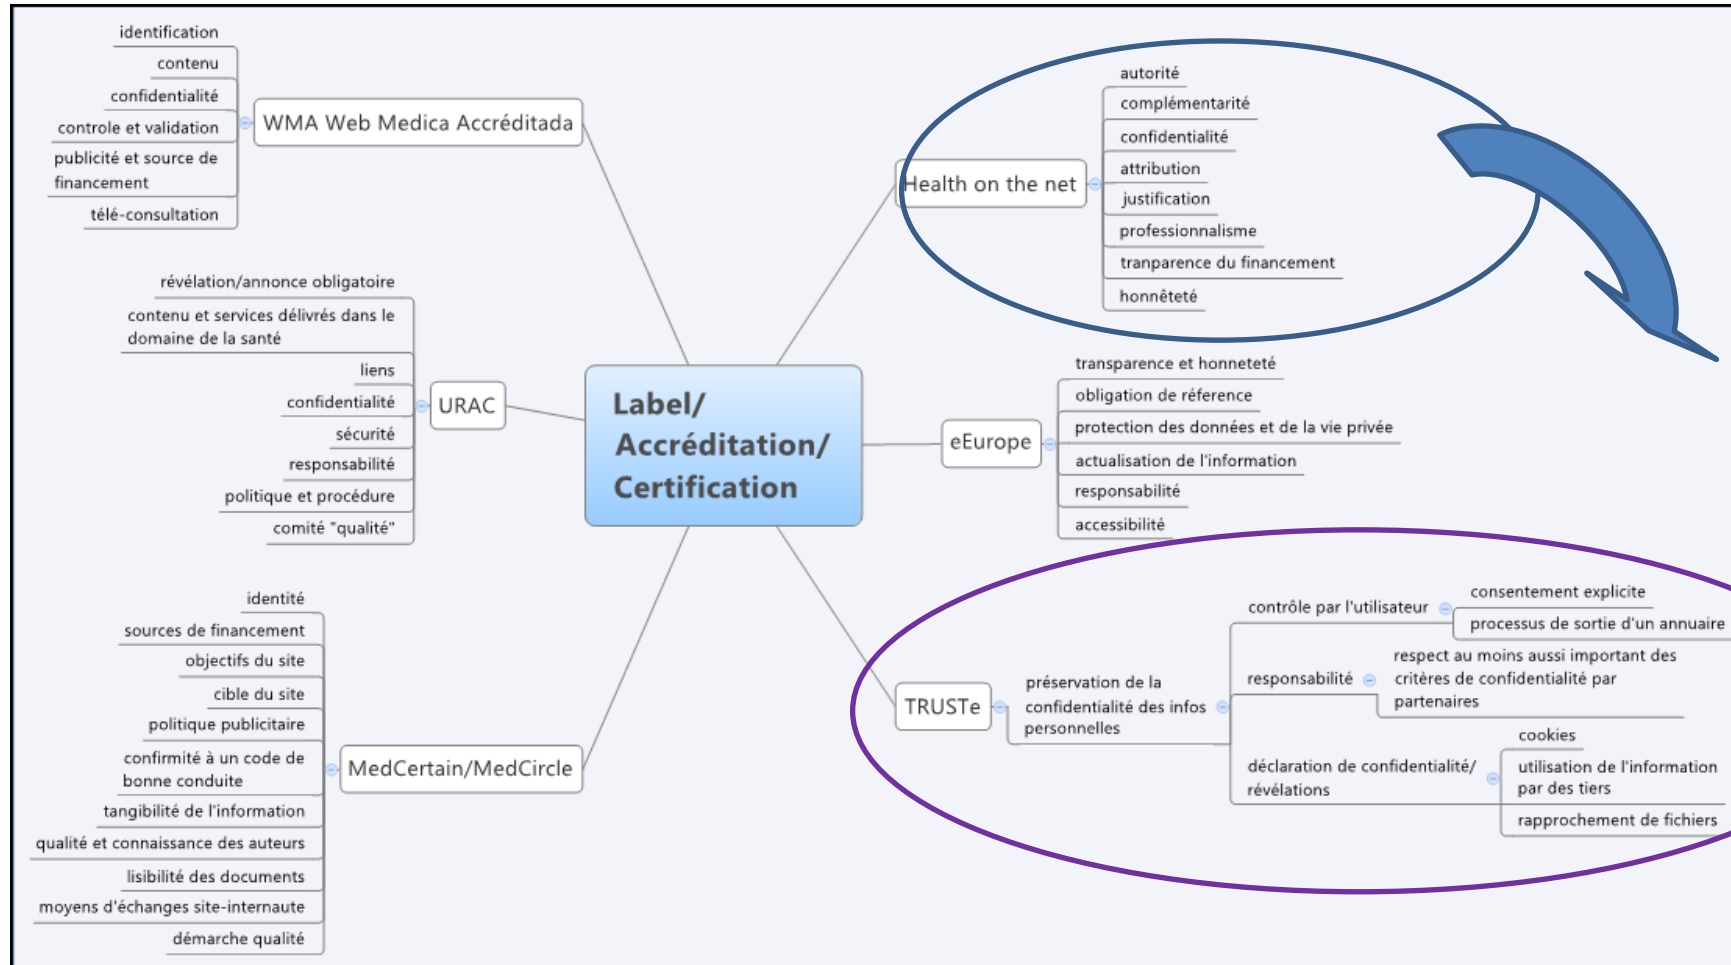 identification
contenu
confidentialité
controle et validation
publicité et source de
financement
télé-consultation
WMA Web Medica Accréditada
révélation/annonce obligatoire
contenu et services délivrés dans le
domaine de la santé
liens
confidentialité
sécurité
responsabilité
politique et procédure
comité "qualité"
URAC
identité
sources de financement
objectifs du site
cible du site
politique publicitaire
confirmité à un code de
bonne conduite
tangibilité de l'information
qualité et connaissance des auteurs
lisibilité des documents
moyens d'échanges site-internaute
démarche qualité
MedCertain/MedCircle
Label/
Accréditation/
Certification
Health on the net
autorité
complémentarité
confidentialité
attribution
justification
professionnalisme
tranparence du financement
honnêteté
eEurope
transparence et honneteté
obligation de réference
protection des données et de la vie privée
actualisation de l'information
responsabilité
accessibilité
TRUSTe
préservation de la
confidentialité des infos
personnelles
contrôle par l'utilisateur
consentement explicite
processus de sortie d'un annuaire
responsabilité
respect au moins aussi important des
critères de confidentialité par
partenaires
déclaration de confidentialité/
révélations
cookies
utilisation de l'information
par des tiers
rapprochement de fichiers